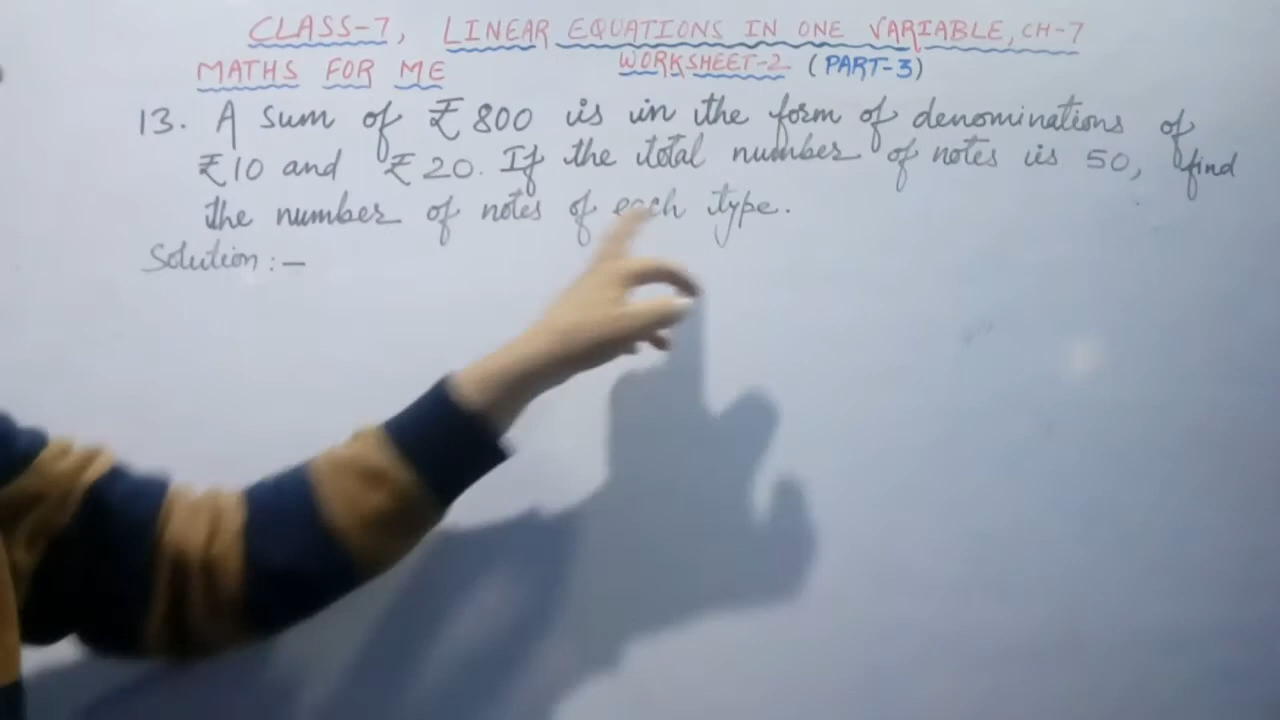 CLASS-7, LINEAR EQUATIONS IN ONE VARIABLE, CH-7
MATHS FOR ME WORKSHEET-2 (PART-3)
13. A sum of ₹800 is in the form of denominations of
₹10 and ₹20. If the total number of notes is 50, find
the number of notes of each type.
Solution :-